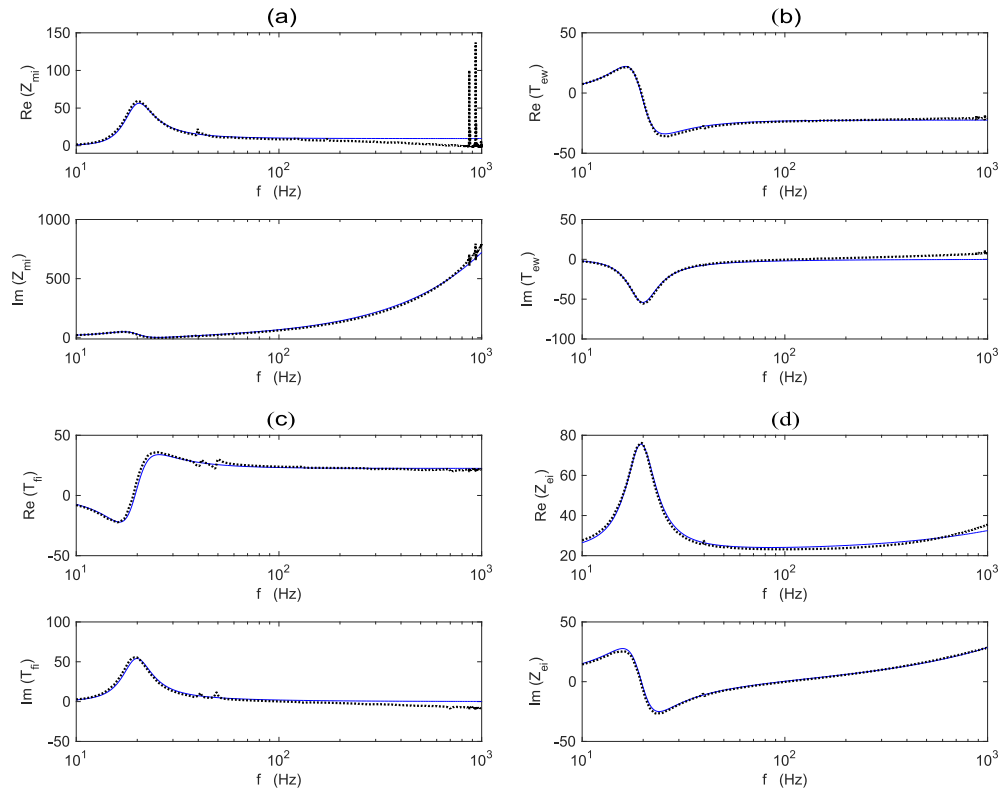 (a)
Re (Z_mi)
150
100
50
0
10^1 10^2 10^3
f (Hz)
Im (Z_mi)
1000
500
0
10^1 10^2 10^3
f (Hz)
(b)
Re (T_ew)
50
0
-50
10^1 10^2 10^3
f (Hz)
Im (T_ew)
50
0
-50
-100
10^1 10^2 10^3
f (Hz)
(c)
Re (T_fi)
50
0
-50
10^1 10^2 10^3
f (Hz)
Im (T_fi)
100
50
0
-50
10^1 10^2 10^3
f (Hz)
(d)
Re (Z_ei)
80
60
40
20
10^1 10^2 10^3
f (Hz)
Im (Z_ei)
50
0
-50
10^1 10^2 10^3
f (Hz)